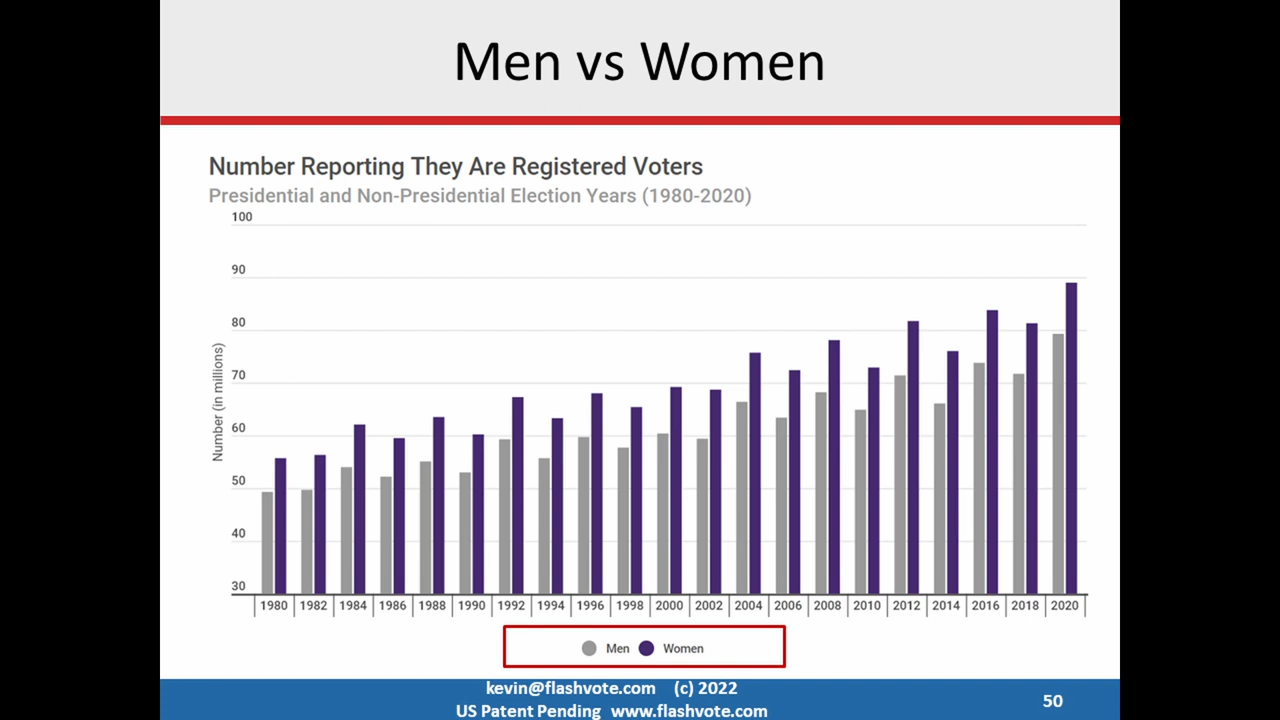 Men vs Women
Number Reporting They Are Registered Voters
Presidential and Non-Presidential Election Years (1980-2020)
100
90
80
70
60
50
40
30
Number (in millions)
1980 1982 1984 1986 1988 1990 1992 1994 1996 1998 2000 2002 2004 2006 2008 2010 2012 2014 2016 2018 2020
Men Women
kevin@flashvote.com (c) 2022
US Patent Pending www.flashvote.com
50